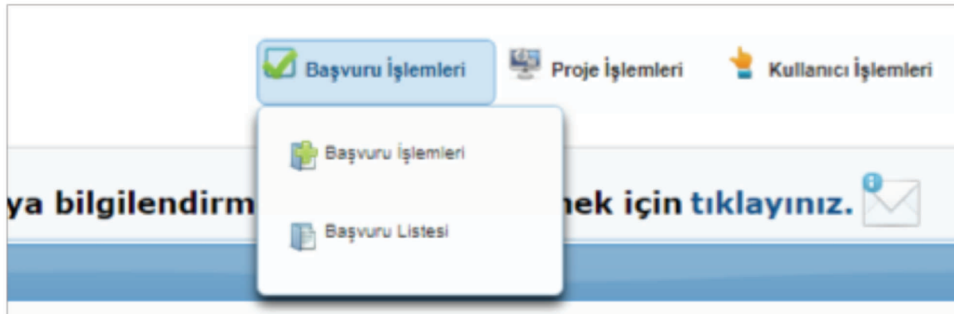 Başvuru İşlemleri Proje İşlemleri Kullanıcı İşlemleri
Başvuru İşlemleri
ya bilgilendirm nek için tıklayınız.
Başvuru Listesi